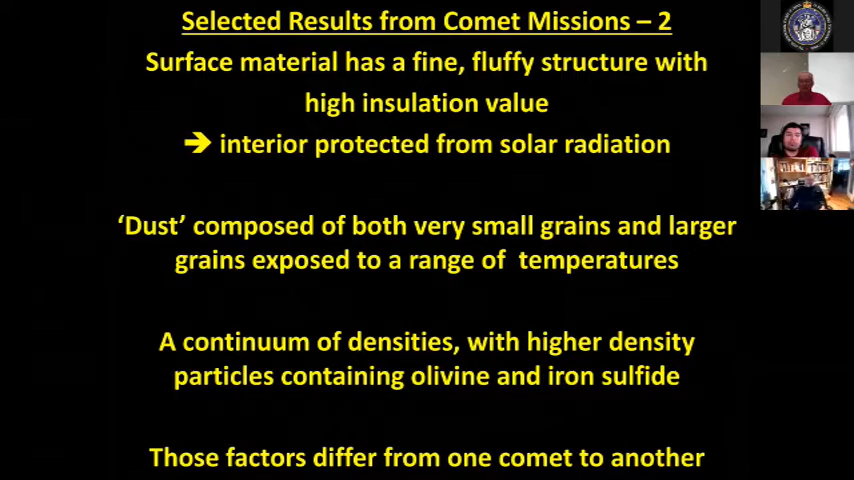 Selected Results from Comet Missions – 2
Surface material has a fine, fluffy structure with
high insulation value
➔ interior protected from solar radiation
‘Dust’ composed of both very small grains and larger
grains exposed to a range of temperatures
A continuum of densities, with higher density
particles containing olivine and iron sulfide
Those factors differ from one comet to another